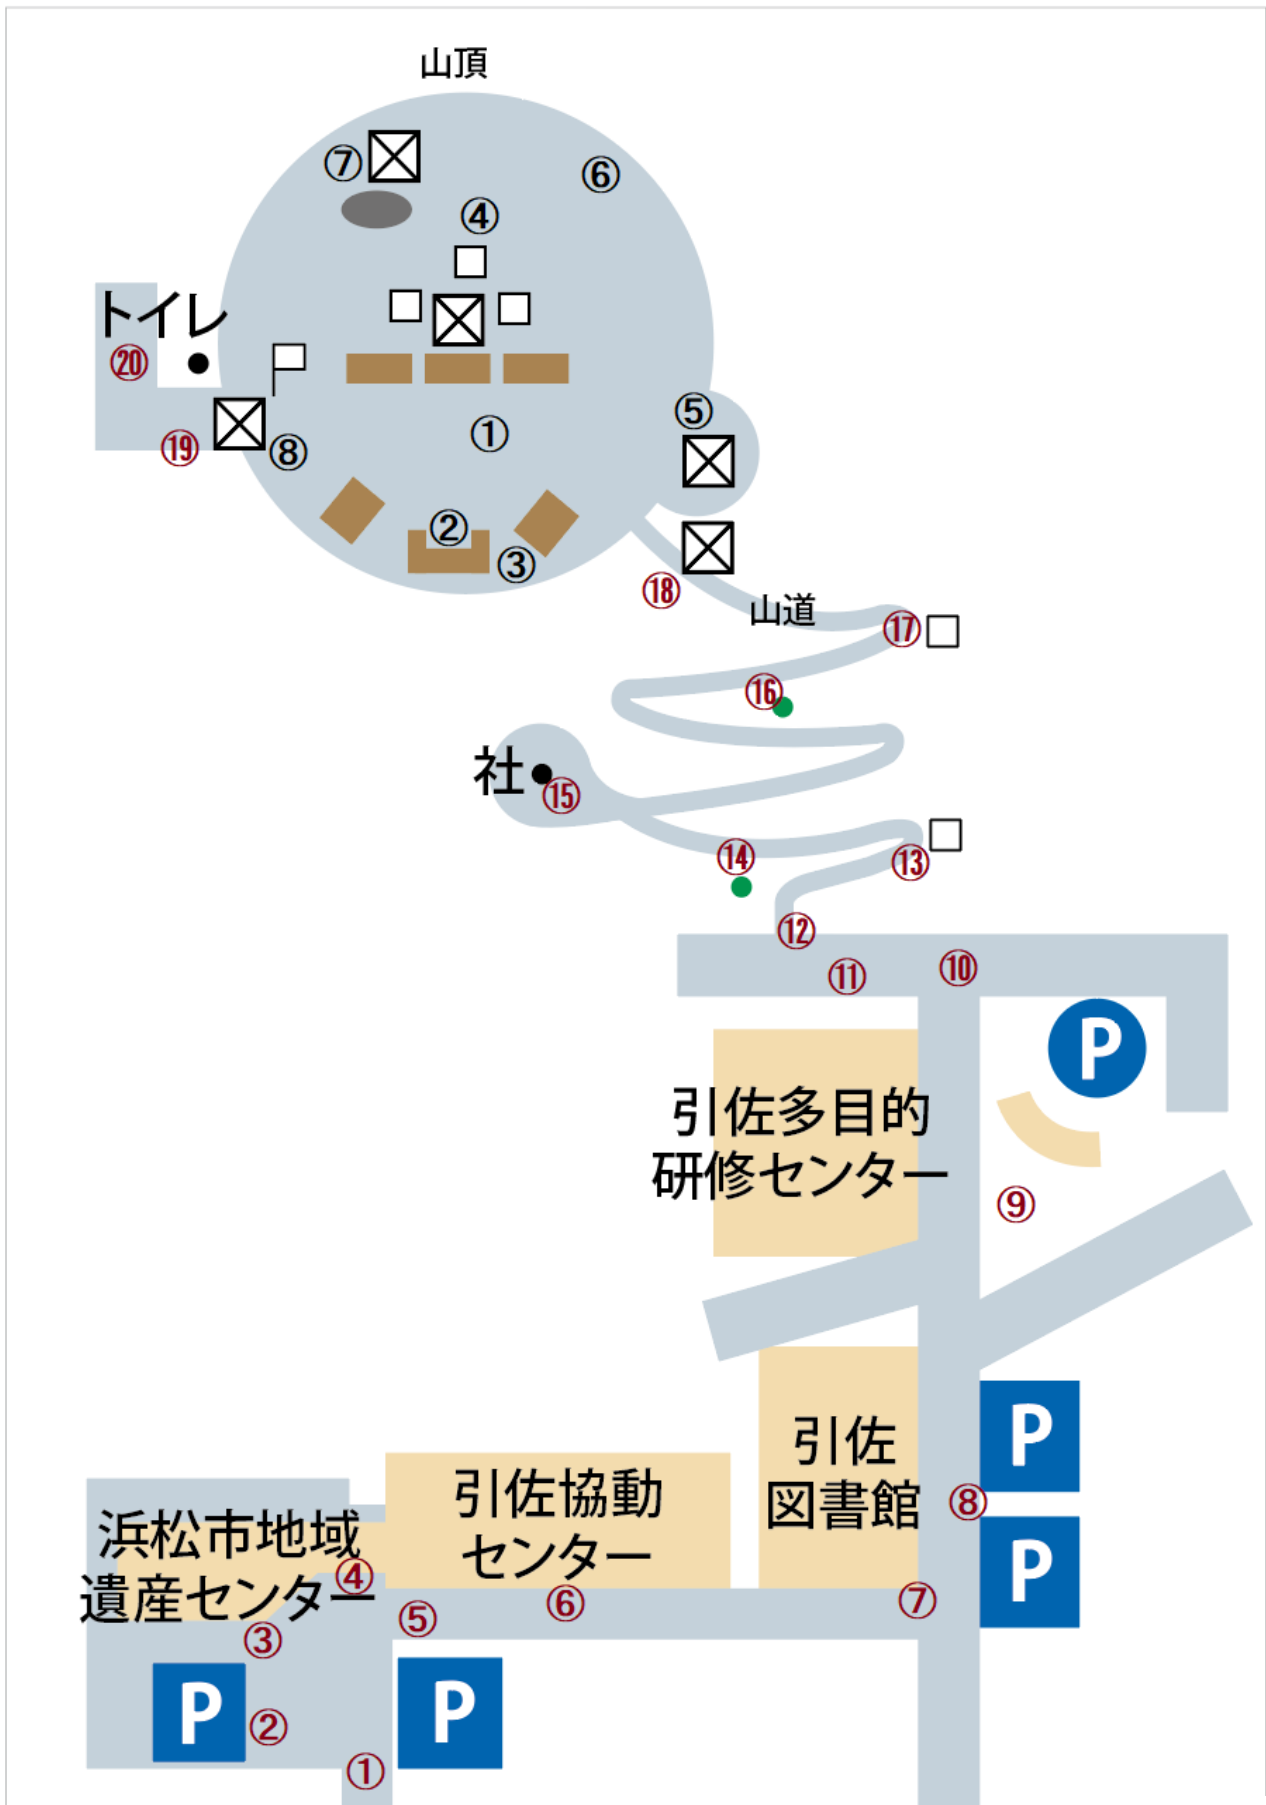 山頂
⑦
⑥
④
トイレ
⑳
⑤
①
⑲
⑧
②
③
⑱
山道
⑰
⑯
社
⑮
⑭
⑬
⑫
⑪
⑩
P
引佐多目的
研修センター
⑨
P
引佐
図書館
⑧
P
引佐協動
センター
浜松市地域
遺産センター
④
⑥
⑦
⑤
③
P
P
②
①